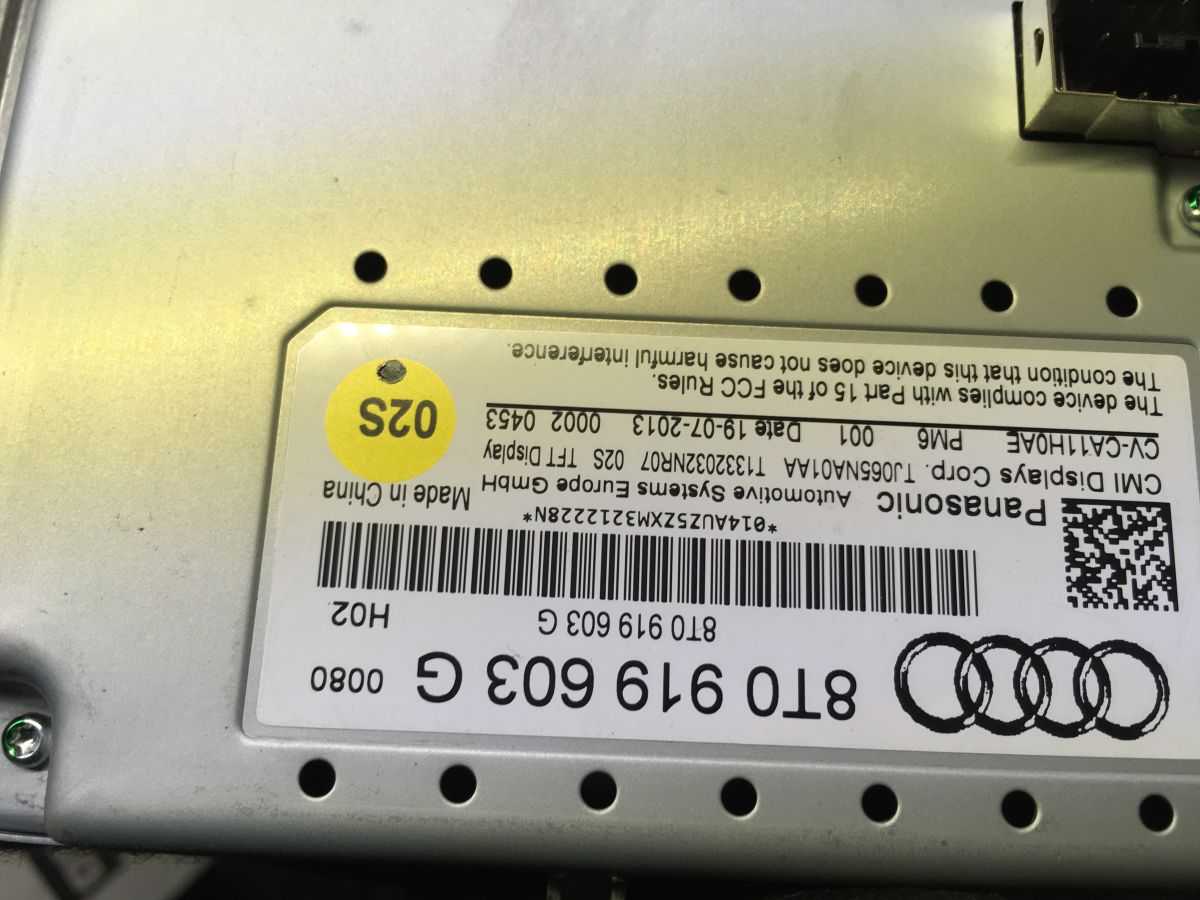 8T0 919 603 G 0080
8T0 919 603 G H02
*014AUZ5ZXM3212228N*
Panasonic Automotive Systems Europe GmbH Made in China
CMI Displays Corp. TJ065NA01AA T1332032NR07 02S TFT Display
CV-CA11H0AE PM6 001 Date 19-07-2013 0002 0453
02S
The device complies with Part 15 of the FCC Rules.
The condition that this device does not cause harmful interference.